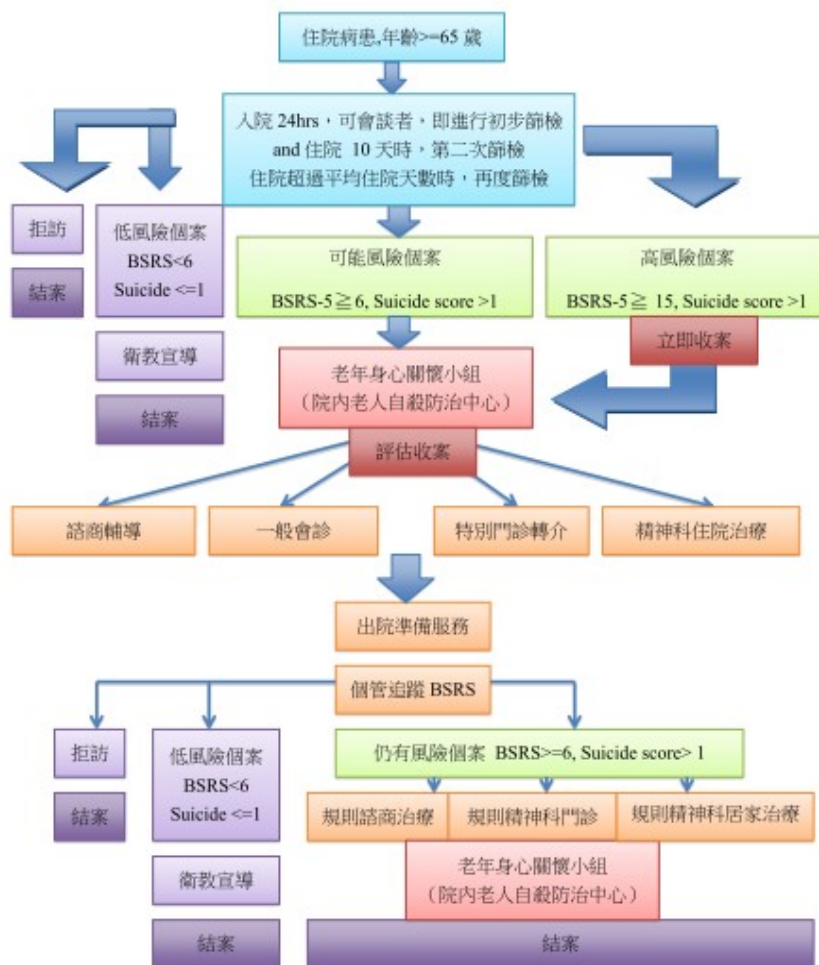 住院病患,年齡>=65 歲
入院 24hrs，可會談者，即進行初步篩檢
and 住院 10 天時，第二次篩檢
住院超過平均住院天數時，再度篩檢
拒訪
結案
低風險個案
BSRS<6
Suicide <=1
衛教宣導
結案
可能風險個案
BSRS-5≧6, Suicide score >1
高風險個案
BSRS-5≧ 15, Suicide score >1
立即收案
老年身心關懷小組
（院內老人自殺防治中心）
評估收案
諮商輔導
一般會診
特別門診轉介
精神科住院治療
出院準備服務
個管追蹤 BSRS
拒訪
結案
低風險個案
BSRS<6
Suicide <=1
衛教宣導
結案
仍有風險個案 BSRS>=6, Suicide score> 1
規則諮商治療
規則精神科門診
規則精神科居家治療
老年身心關懷小組
（院內老人自殺防治中心）
結案